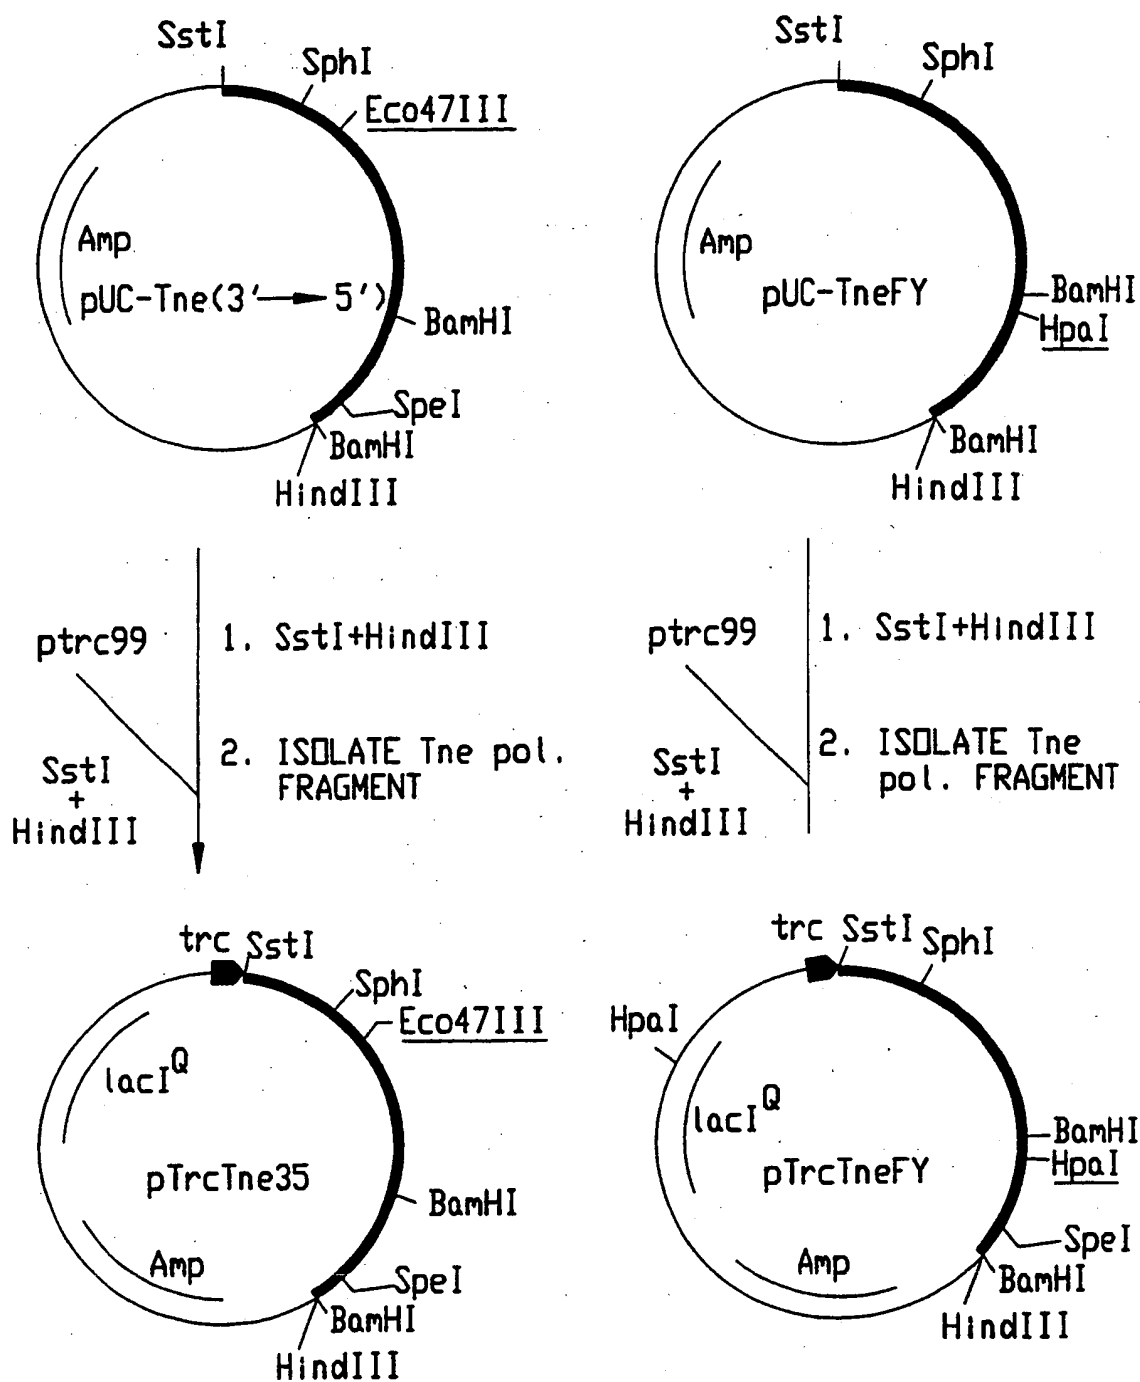 SstI
SphI
Eco47III
Amp
pUC-Tne(3'→5')
BamHI
SpeI
BamHI
HindIII
SstI
SphI
Amp
pUC-TneFY
BamHI
HpaI
BamHI
HindIII
ptrc99
1. SstI+HindIII
2. ISOLATE Tne pol.
FRAGMENT
SstI
+
HindIII
ptrc99
1. SstI+HindIII
2. ISOLATE Tne
pol. FRAGMENT
SstI
+
HindIII
trc
SstI
SphI
Eco47III
lacI^Q
pTrcTne35
BamHI
Amp
SpeI
BamHI
HindIII
trc
SstI
SphI
HpaI
lacI^Q
BamHI
HpaI
pTrcTneFY
SpeI
Amp
BamHI
HindIII